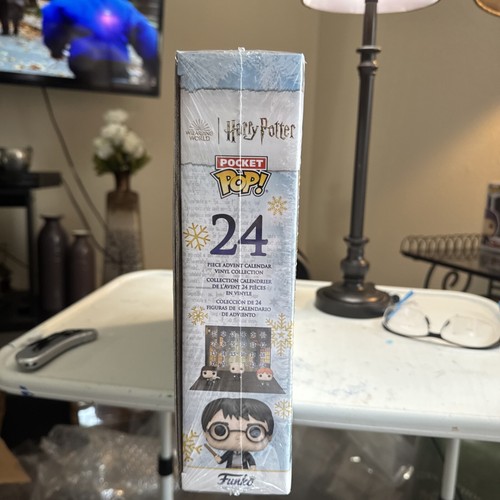 WIZARDING WORLD
Harry Potter
POCKET
POP!
24
PIECE ADVENT CALENDAR
VINYL COLLECTION
COLLECTION CALENDRIER
DE L'AVENT 24 PIÈCES
EN VINYLE
COLECCIÓN DE 24
FIGURAS DE CALENDARIO
DE ADVIENTO
Funko